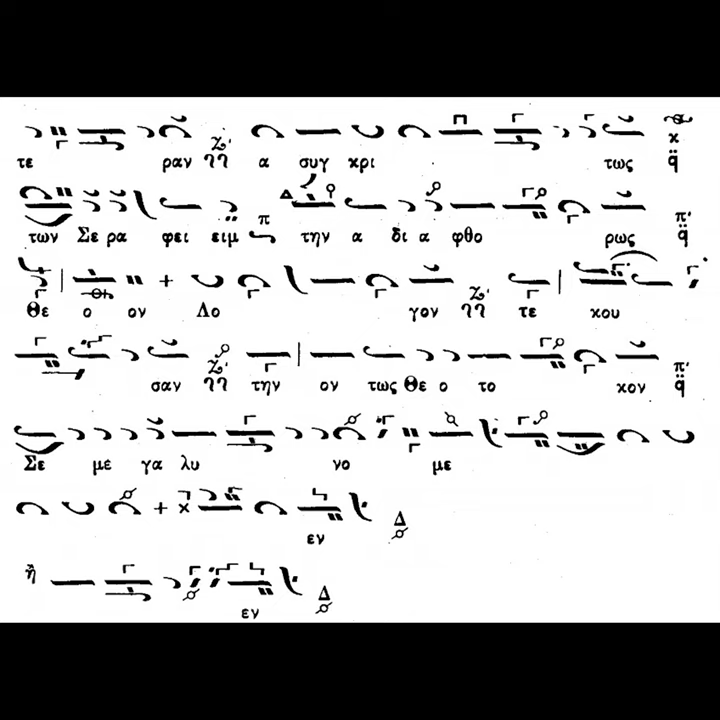 τε ραν α συγ κρι τως
των Σε ρα φει ειμ την α δι α φθο ρως
Θε ο ον Λο γον τε κου
σαν την ον τως Θε ο το κον
Σε με γα λυ νο με
εν
ἢ
εν